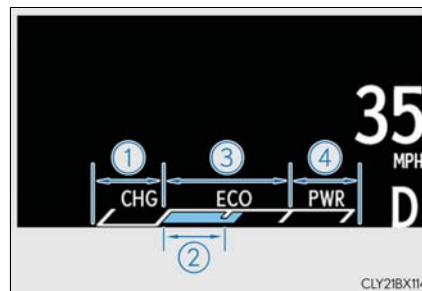 ① ③ ④
35
MPH
CHG ECO PWR
D
②
CLY21BX114